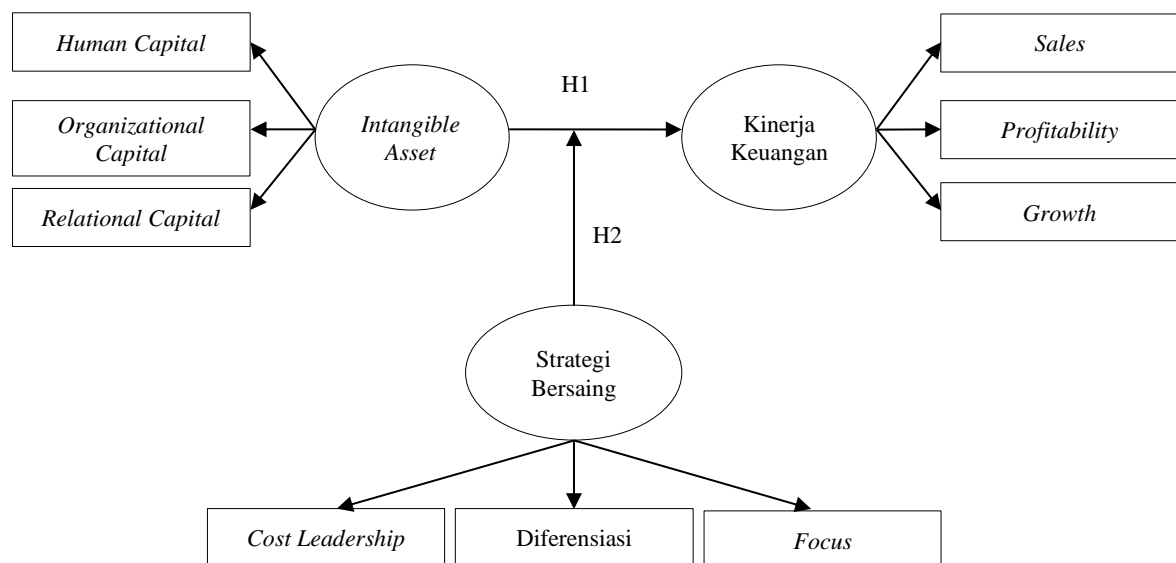 Human Capital
Organizational
Capital
Relational Capital
Intangible
Asset
H1
H2
Kinerja
Keuangan
Sales
Profitability
Growth
Strategi
Bersaing
Cost Leadership
Diferensiasi
Focus